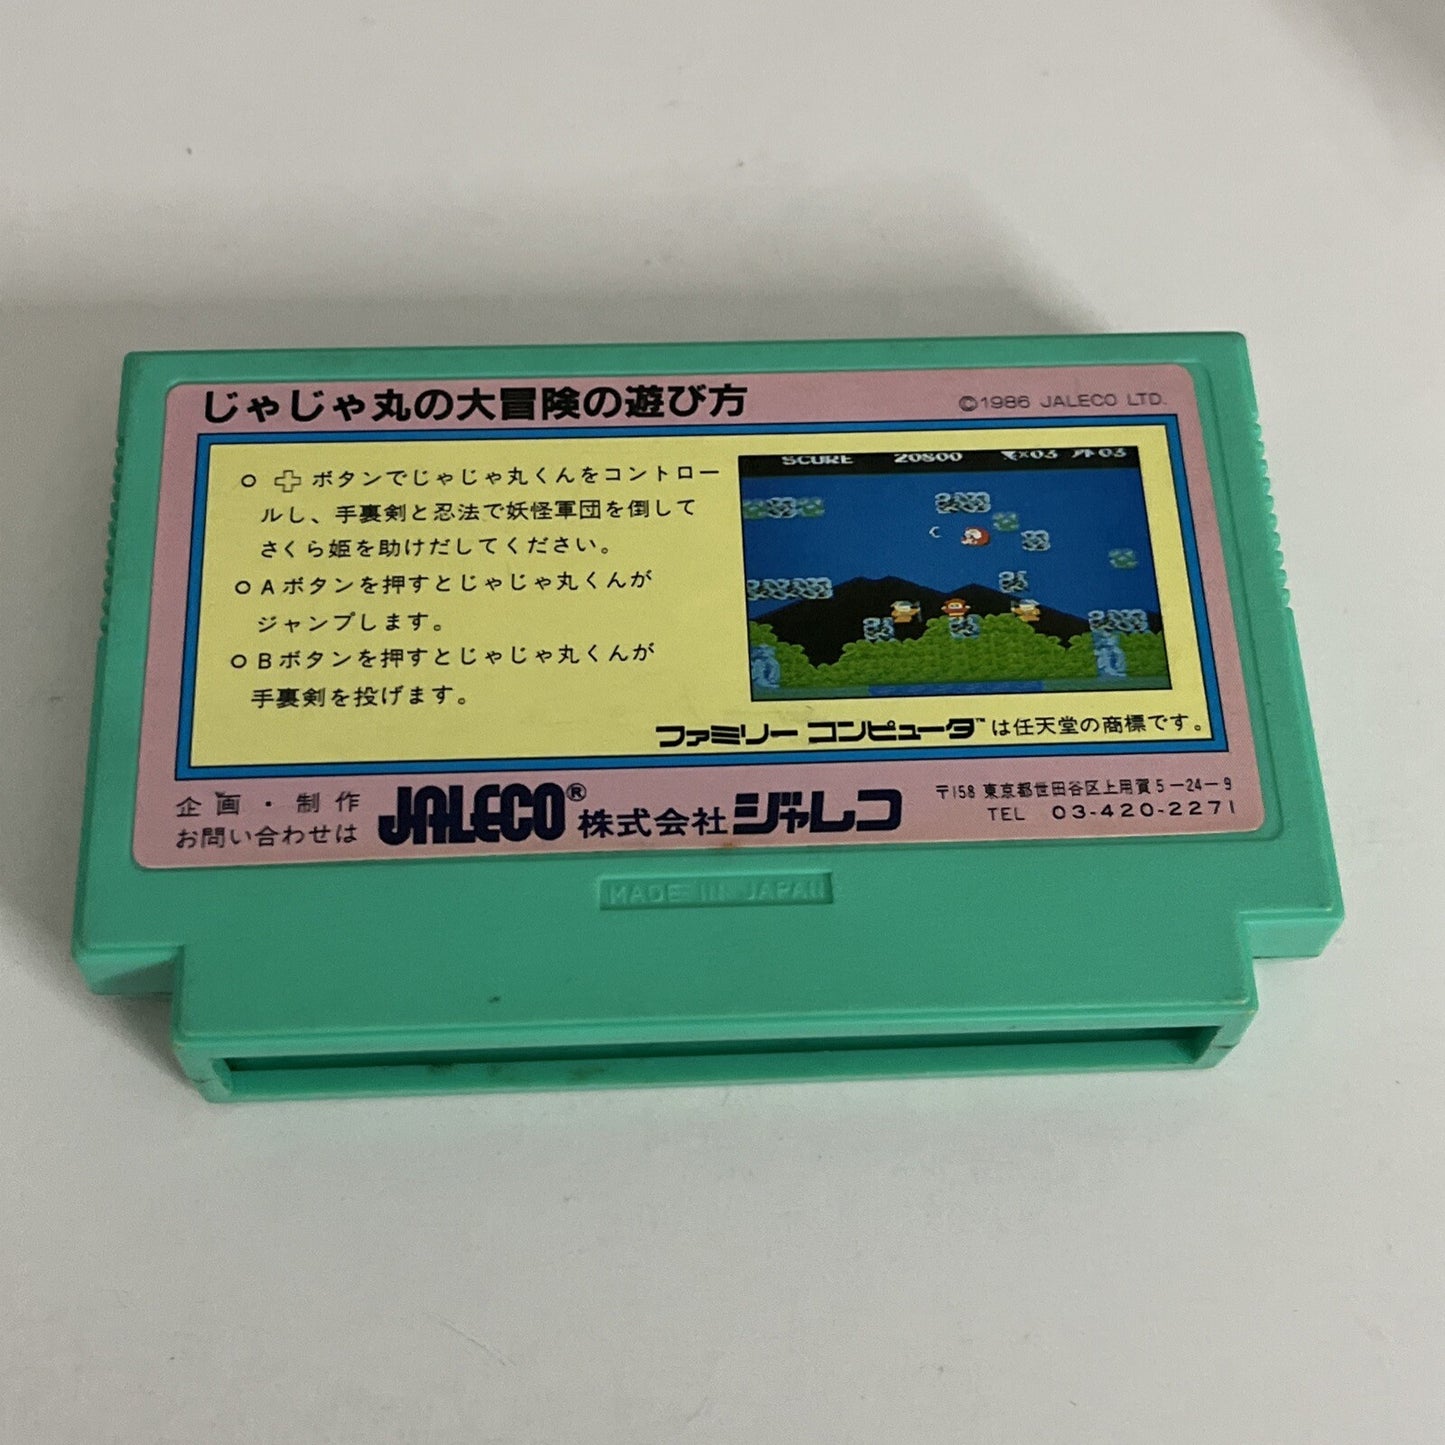 じゃじゃ丸の大冒険の遊び方
©1986 JALECO LTD.
○ ボタンでじゃじゃ丸くんをコントロー
ルし、手裏剣と忍法で妖怪軍団を倒して
さくら姫を助けだしてください。
○ Aボタンを押すとじゃじゃ丸くんが
ジャンプします。
○ Bボタンを押すとじゃじゃ丸くんが
手裏剣を投げます。
SCORE 20800 ×03 03
ファミリー コンピュータ™は任天堂の商標です。
企画・制作
お問い合わせは
JALECO® 株式会社ジャレコ
〒158 東京都世田谷区上用賀5-24-9
TEL 03-420-2271
MADE IN JAPAN